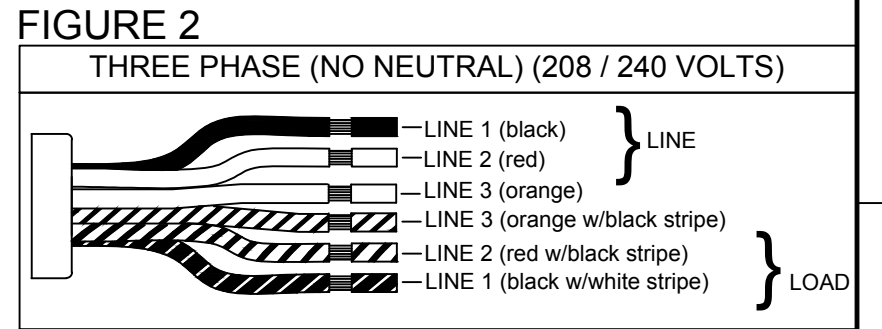 FIGURE 2
THREE PHASE (NO NEUTRAL) (208 / 240 VOLTS)
LINE 1 (black)
LINE
LINE 2 (red)
LINE 3 (orange)
LINE 3 (orange w/black stripe)
LINE 2 (red w/black stripe)
LINE 1 (black w/white stripe)
LOAD